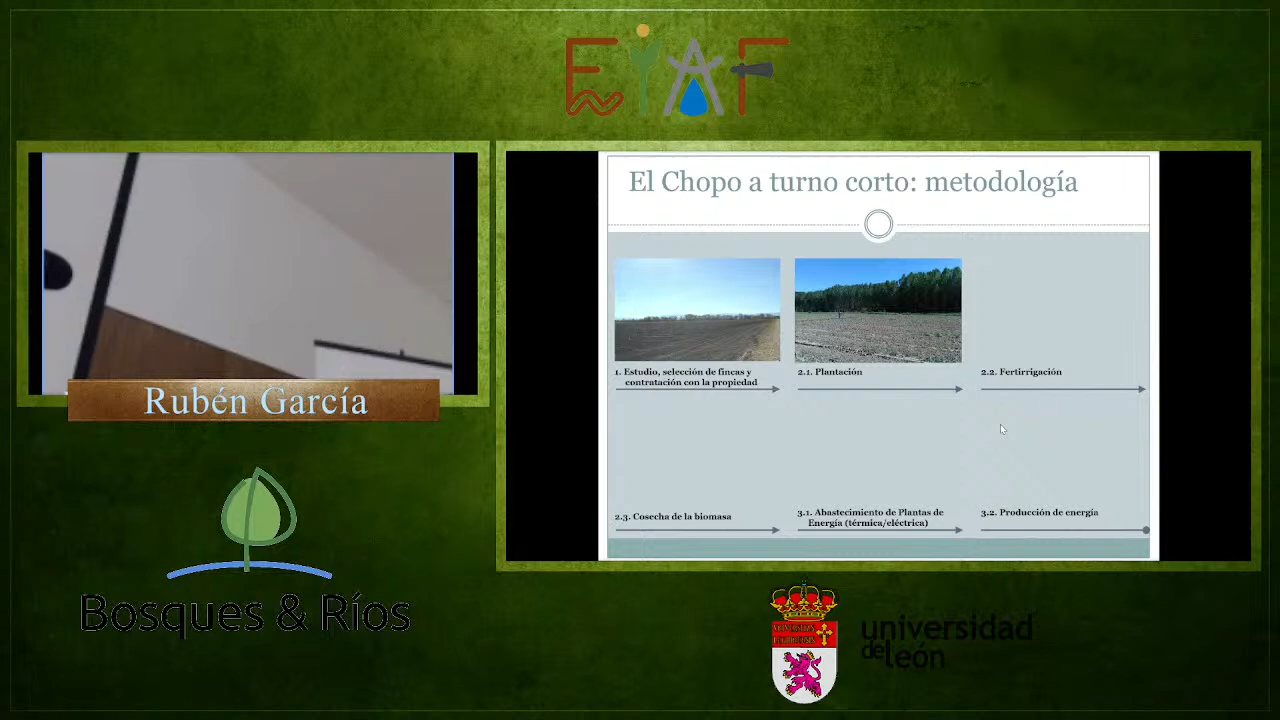 EIAF
El Chopo a turno corto: metodología
1. Estudio, selección de fincas y
contratación con la propiedad
2.1. Plantación
2.2. Fertirrigación
2.3. Cosecha de la biomasa
3.1. Abastecimiento de Plantas de
Energía (térmica/eléctrica)
3.2. Producción de energía
Rubén García
Bosques & Ríos
universidad
de león